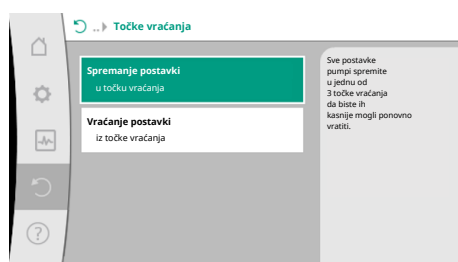 ..▸ Točke vraćanja
Spremanje postavki
u točku vraćanja
Vraćanje postavki
iz točke vraćanja
Sve postavke
pumpi spremite
u jednu od
3 točke vraćanja
da biste ih
kasnije mogli ponovno
vratiti.
?